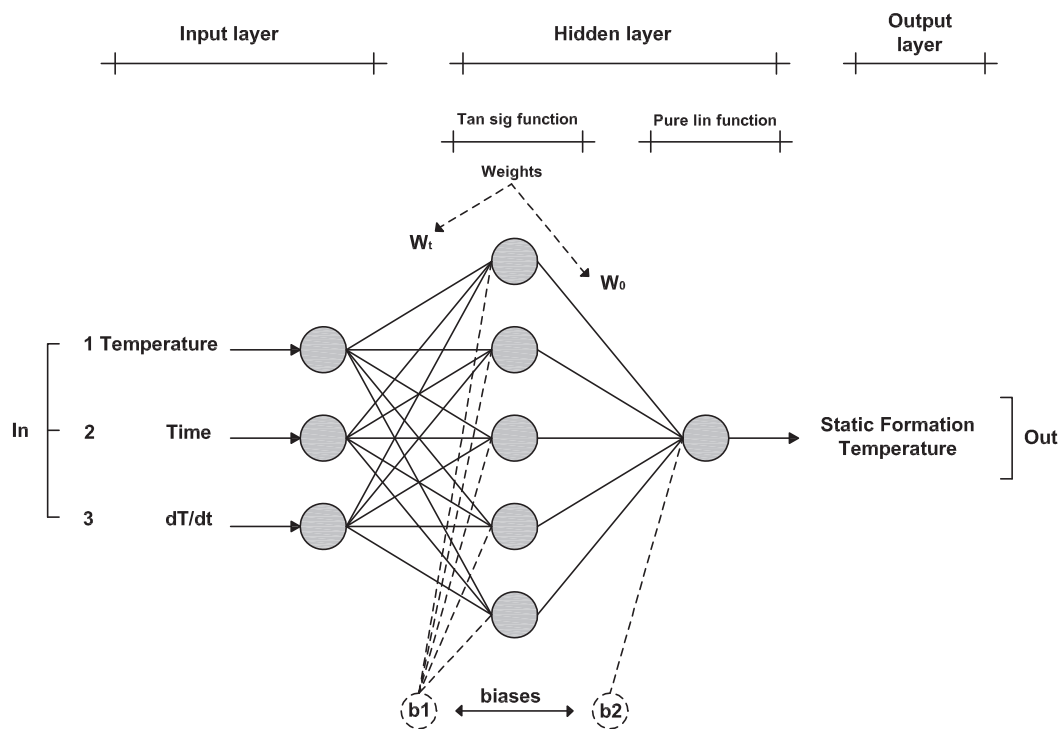 Input layer
Hidden layer
Output
layer
Tan sig function
Pure lin function
Weights
Wt
W0
1 Temperature
In
2 Time
3 dT/dt
Static Formation
Temperature
Out
b1
biases
b2